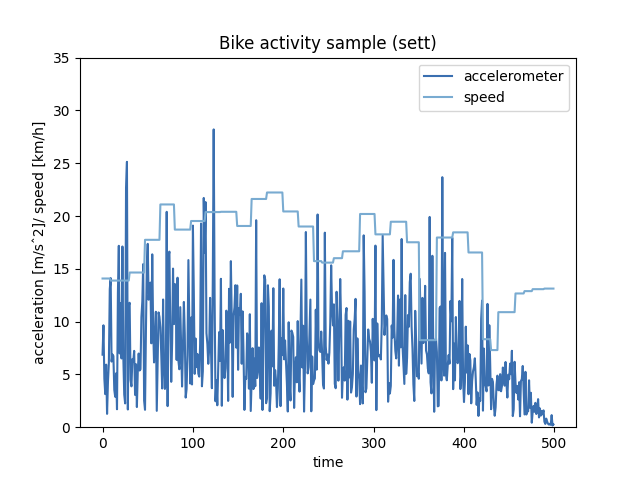 Bike activity sample (sett)
accelerometer
speed
acceleration [m/s^2]/ speed [km/h]
35
30
25
20
15
10
5
0
0 100 200 300 400 500
time